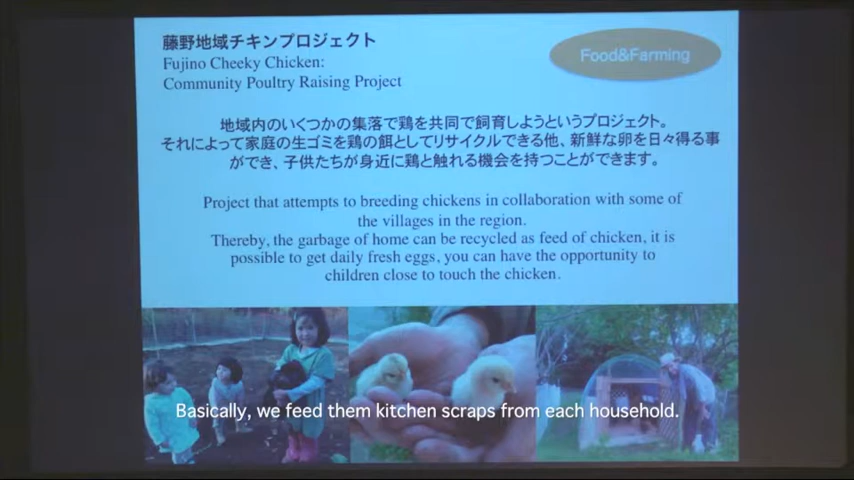 藤野地域チキンプロジェクト
Fujino Cheeky Chicken:
Community Poultry Raising Project
Food&Farming
地域内のいくつかの集落で鶏を共同で飼育しようというプロジェクト。
それによって家庭の生ゴミを鶏の餌としてリサイクルできる他、新鮮な卵を日々得る事
ができ、子供たちが身近に鶏と触れる機会を持つことができます。
Project that attempts to breeding chickens in collaboration with some of
the villages in the region.
Thereby, the garbage of home can be recycled as feed of chicken, it is
possible to get daily fresh eggs, you can have the opportunity to
children close to touch the chicken.
Basically, we feed them kitchen scraps from each household.